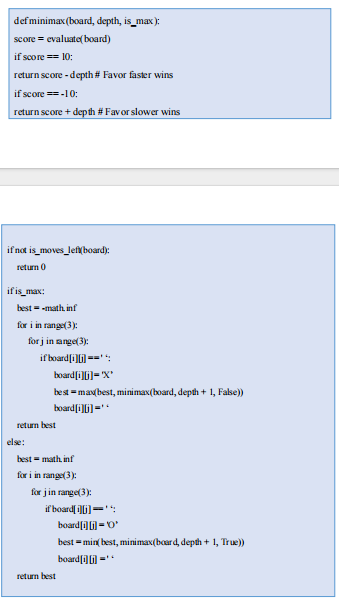 def minimax(board, depth, is_max):
score = evaluate(board)
if score == 10:
return score - depth # Favor faster wins
if score == -10:
return score + depth # Favor slower wins
if not is_moves_left(board):
return 0
if is_max:
best = -math.inf
for i in range(3):
for j in range(3):
if board[i][j] == ' ‘:
board[i][j] = 'X’
best = max(best, minimax(board, depth + 1, False))
board[i][j] = ' ‘
return best
else:
best = math.inf
for i in range(3):
for j in range(3):
if board[i][j] == ' ‘:
board[i][j] = 'O’
best = min(best, minimax(board, depth + 1, True))
board[i][j] = ' ‘
return best